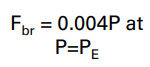 F_br = 0.004P at
P=P_E